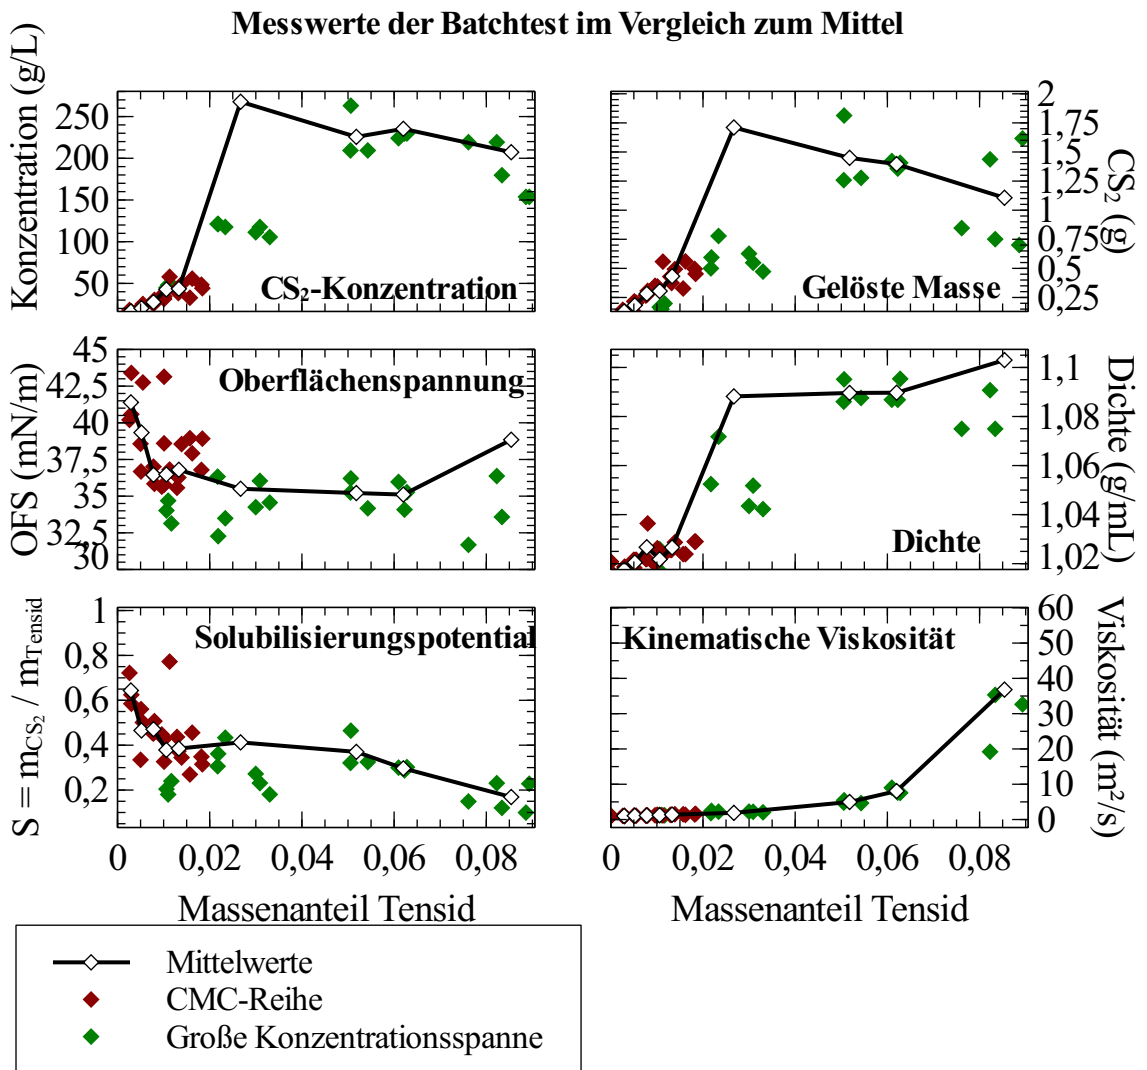 Messwerte der Batchtest im Vergleich zum Mittel
Konzentration (g/L)
250
200
150
100
50
CS₂-Konzentration
2
1,75
1,5
1,25
1
0,75
0,5
0,25
CS₂ (g)
Gelöste Masse
OFS (mN/m)
45
42,5
40
37,5
35
32,5
30
Oberflächenspannung
1,1
1,08
1,06
1,04
1,02
Dichte (g/mL)
Dichte
S = m_CS₂ / m_Tensid
1
0,8
0,6
0,4
0,2
Solubilisierungspotential
0 0,02 0,04 0,06 0,08
Massenanteil Tensid
60
50
40
30
20
10
0
Viskosität (m²/s)
Kinematische Viskosität
0 0,02 0,04 0,06 0,08
Massenanteil Tensid
Mittelwerte
CMC-Reihe
Große Konzentrationsspanne